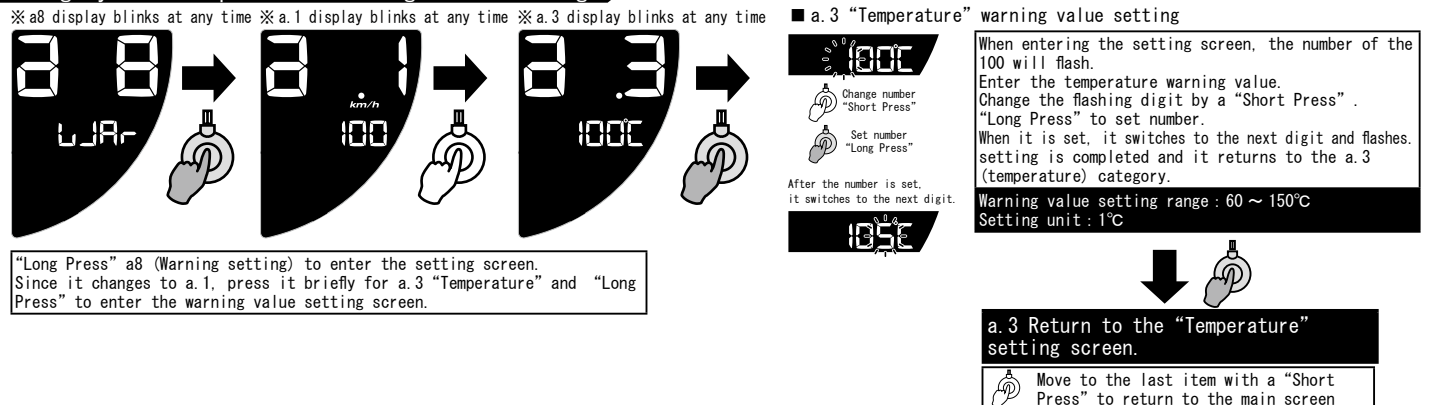 ※ a8 display blinks at any time
※ a.1 display blinks at any time
※ a.3 display blinks at any time
a 8
wAr
a 1
km/h
100
a .3
100℃
“Long Press” a8 (Warning setting) to enter the setting screen.
Since it changes to a.1, press it briefly for a.3 “Temperature” and “Long
Press” to enter the warning value setting screen.
■ a.3 “Temperature” warning value setting
100℃
Change number
“Short Press”
Set number
“Long Press”
After the number is set,
it switches to the next digit.
105℃
When entering the setting screen, the number of the
100 will flash.
Enter the temperature warning value.
Change the flashing digit by a “Short Press”.
“Long Press” to set number.
When it is set, it switches to the next digit and flashes.
setting is completed and it returns to the a.3
(temperature) category.
Warning value setting range : 60 ～ 150℃
Setting unit : 1℃
a.3 Return to the “Temperature”
setting screen.
Move to the last item with a “Short
Press” to return to the main screen